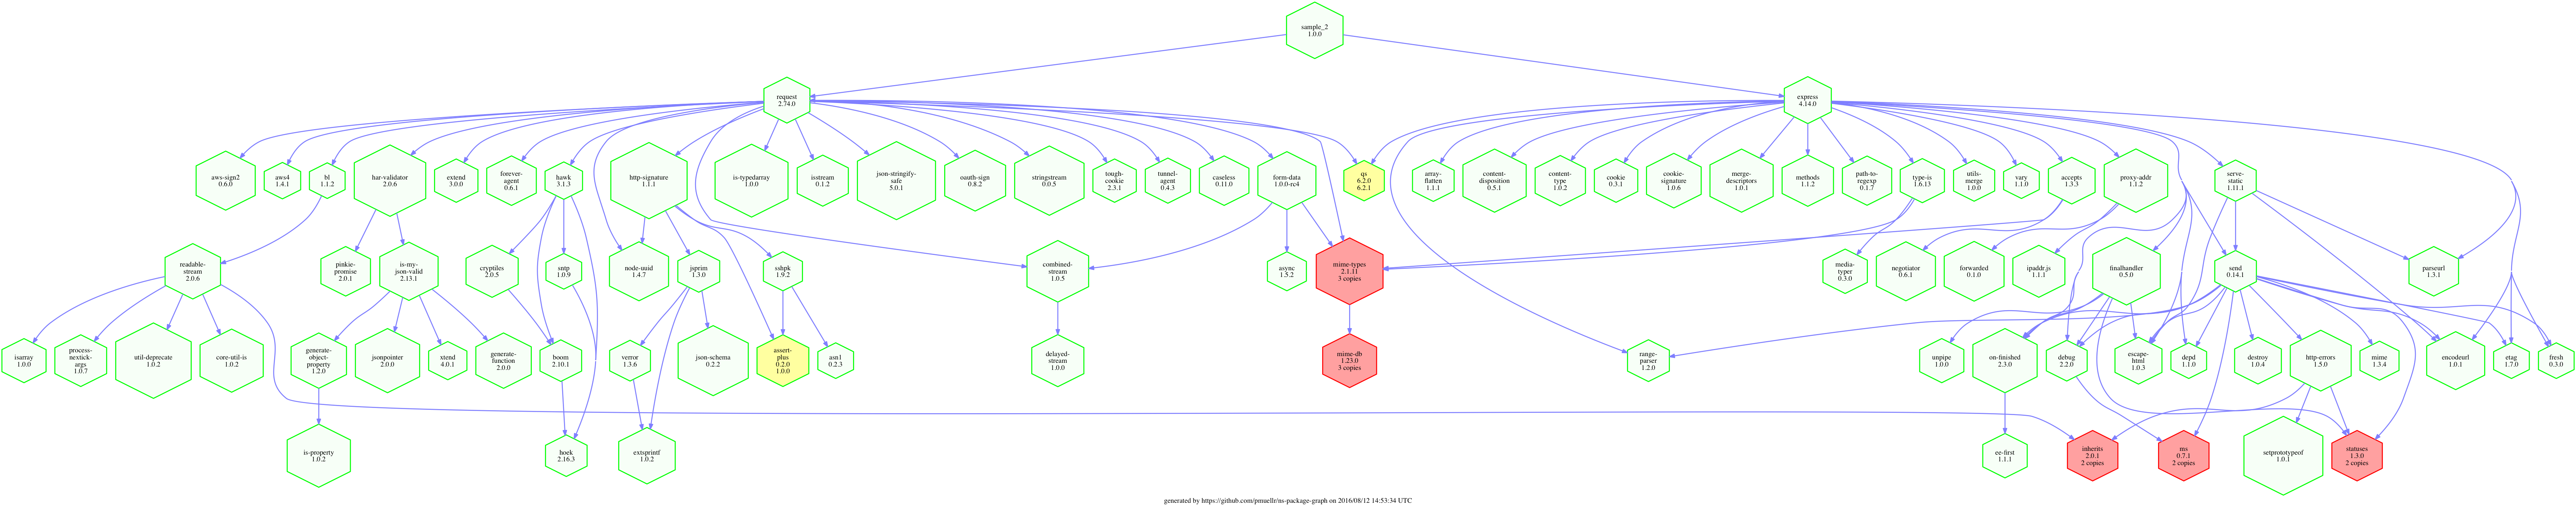 sample_2
1.0.0
request
2.74.0
express
4.14.0
aws-sign2
0.6.0
aws4
1.4.1
bl
1.1.2
har-validator
2.0.6
extend
3.0.0
forever-
agent
0.6.1
hawk
3.1.3
http-signature
1.1.1
is-typedarray
1.0.0
isstream
0.1.2
json-stringify-
safe
5.0.1
oauth-sign
0.8.2
stringstream
0.0.5
tough-
cookie
2.3.1
tunnel-
agent
0.4.3
caseless
0.11.0
form-data
1.0.0-rc4
qs
6.2.0
6.2.1
array-
flatten
1.1.1
content-
disposition
0.5.1
content-
type
1.0.2
cookie
0.3.1
cookie-
signature
1.0.6
merge-
descriptors
1.0.1
methods
1.1.2
path-to-
regexp
0.1.7
type-is
1.6.13
utils-
merge
1.0.0
vary
1.1.0
accepts
1.3.3
proxy-addr
1.1.2
serve-
static
1.11.1
readable-
stream
2.0.6
pinkie-
promise
2.0.1
is-my-
json-valid
2.13.1
cryptiles
2.0.5
sntp
1.0.9
node-uuid
1.4.7
jsprim
1.3.0
sshpk
1.9.2
combined-
stream
1.0.5
async
1.5.2
mime-types
2.1.11
3 copies
media-
typer
0.3.0
negotiator
0.6.1
forwarded
0.1.0
ipaddr.js
1.1.1
finalhandler
0.5.0
send
0.14.1
parseurl
1.3.1
isarray
1.0.0
process-
nextick-
args
1.0.7
util-deprecate
1.0.2
core-util-is
1.0.2
generate-
object-
property
1.2.0
jsonpointer
2.0.0
xtend
4.0.1
generate-
function
2.0.0
boom
2.10.1
verror
1.3.6
json-schema
0.2.2
assert-
plus
0.2.0
1.0.0
asn1
0.2.3
delayed-
stream
1.0.0
mime-db
1.23.0
3 copies
range-
parser
1.2.0
unpipe
1.0.0
on-finished
2.3.0
debug
2.2.0
escape-
html
1.0.3
depd
1.1.0
destroy
1.0.4
http-errors
1.5.0
mime
1.3.4
encodeurl
1.0.1
etag
1.7.0
fresh
0.3.0
is-property
1.0.2
hoek
2.16.3
extsprintf
1.0.2
ee-first
1.1.1
inherits
2.0.1
2 copies
ms
0.7.1
2 copies
setprototypeof
1.0.1
statuses
1.3.0
2 copies
generated by https://github.com/pmuellr/ns-package-graph on 2016/08/12 14:53:34 UTC